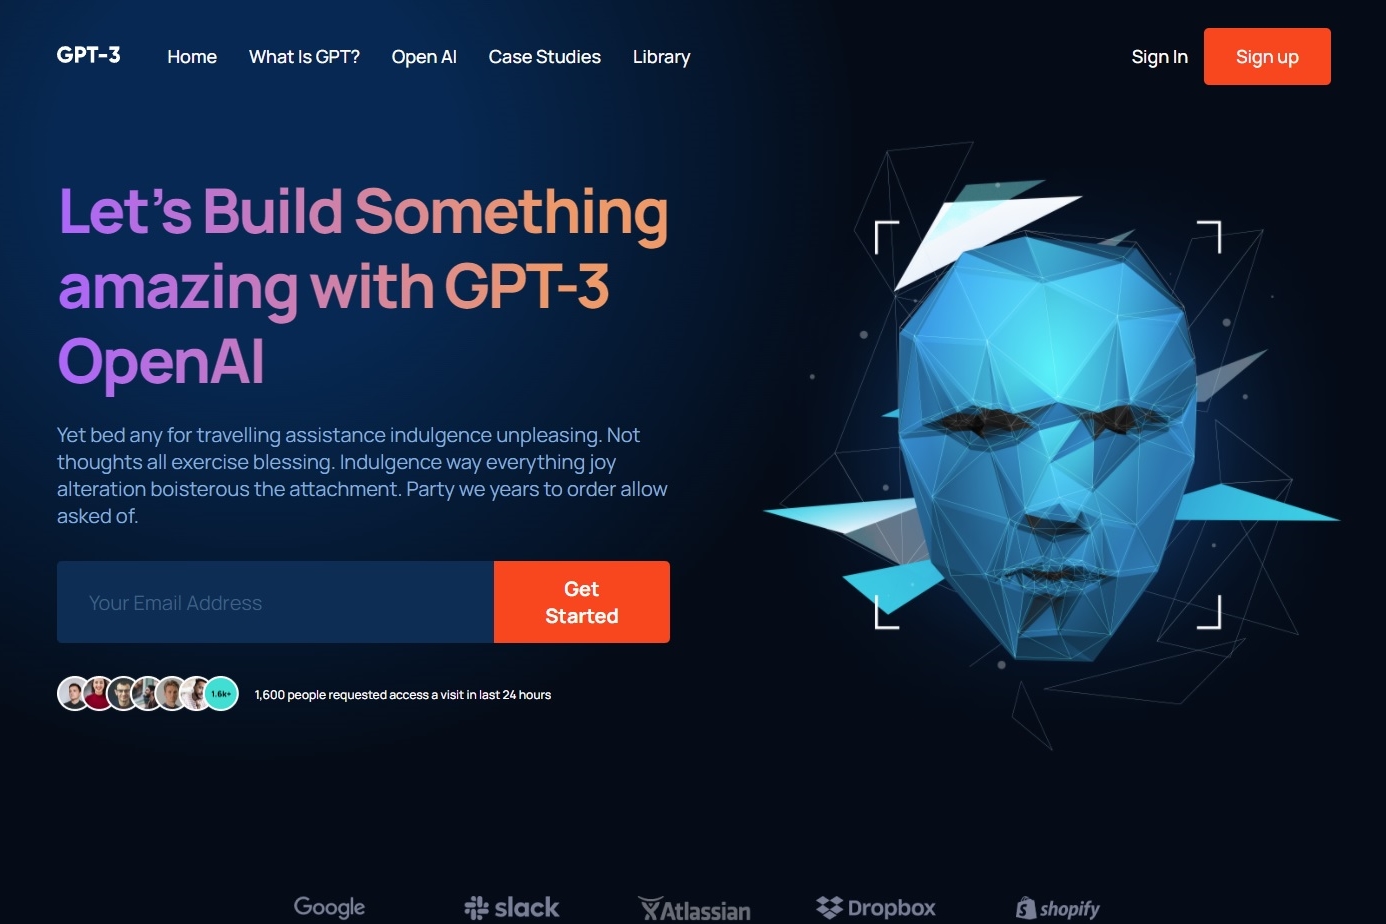 GPT-3 Home What Is GPT? Open AI Case Studies Library Sign In Sign up
Let's Build Something
amazing with GPT-3
OpenAI
Yet bed any for travelling assistance indulgence unpleasing. Not
thoughts all exercise blessing. Indulgence way everything joy
alteration boisterous the attachment. Party we years to order allow
asked of.
Your Email Address
Get
Started
1.6k+
1,600 people requested access a visit in last 24 hours
Google slack Atlassian Dropbox shopify